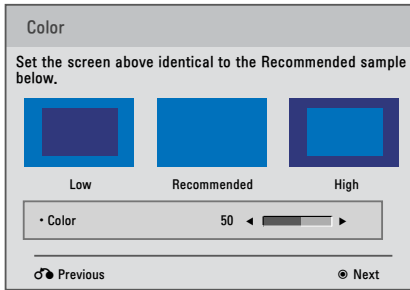 Color
Set the screen above identical to the Recommended sample
below.
Low Recommended High
• Color 50 ◄ ►
Previous ◉ Next